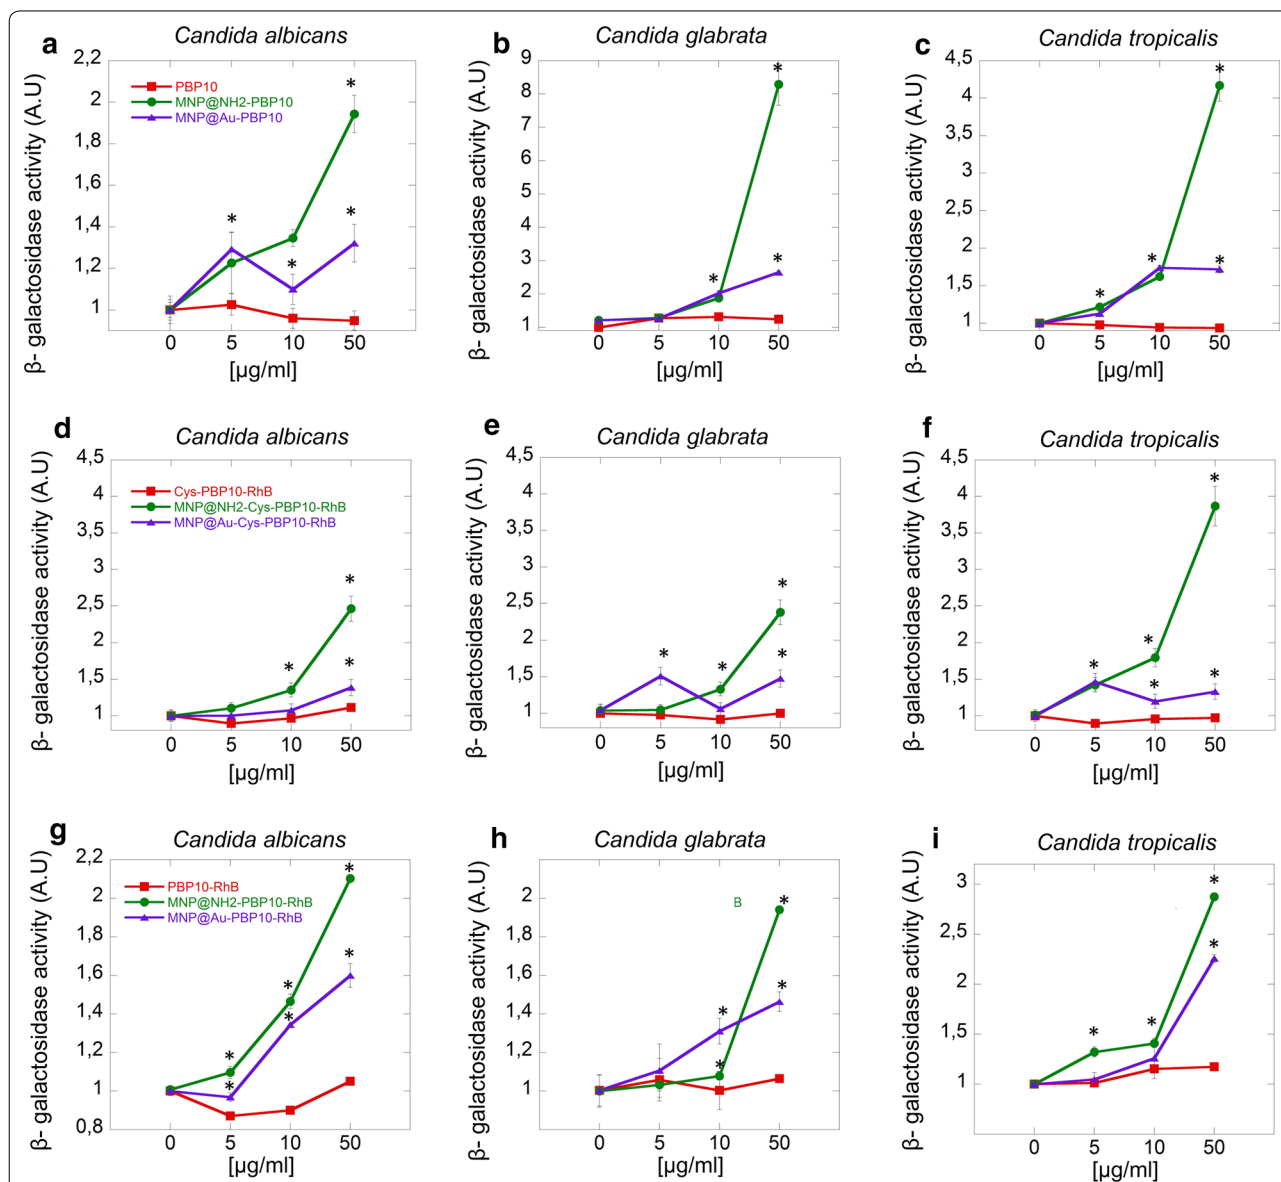 a
Candida albicans
β- galactosidase activity (A.U)
2,2
2
1,8
1,6
1,4
1,2
1
PBP10
MNP@NH2-PBP10
MNP@Au-PBP10
*
*
*
*
0 5 10 50
[µg/ml]
b
Candida glabrata
β- galactosidase activity (A.U)
9
8
7
6
5
4
3
2
1
*
*
*
0 5 10 50
[µg/ml]
c
Candida tropicalis
β- galactosidase activity (A.U)
4,5
4
3,5
3
2,5
2
1,5
1
*
*
*
*
0 5 10 50
[µg/ml]
d
Candida albicans
β- galactosidase activity (A.U)
4,5
4
3,5
3
2,5
2
1,5
1
Cys-PBP10-RhB
MNP@NH2-Cys-PBP10-RhB
MNP@Au-Cys-PBP10-RhB
*
*
*
0 5 10 50
[µg/ml]
e
Candida glabrata
β- galactosidase activity (A.U)
4,5
4
3,5
3
2,5
2
1,5
1
*
*
*
*
0 5 10 50
[µg/ml]
f
Candida tropicalis
β- galactosidase activity (A.U)
4,5
4
3,5
3
2,5
2
1,5
1
*
*
*
*
*
0 5 10 50
[µg/ml]
g
Candida albicans
β- galactosidase activity (A.U)
2,2
2
1,8
1,6
1,4
1,2
1
0,8
PBP10-RhB
MNP@NH2-PBP10-RhB
MNP@Au-PBP10-RhB
*
*
*
*
*
*
0 5 10 50
[µg/ml]
h
Candida glabrata
β- galactosidase activity (A.U)
2,2
2
1,8
1,6
1,4
1,2
1
B
*
*
*
*
0 5 10 50
[µg/ml]
i
Candida tropicalis
β- galactosidase activity (A.U)
3
2,5
2
1,5
1
*
*
*
*
0 5 10 50
[µg/ml]